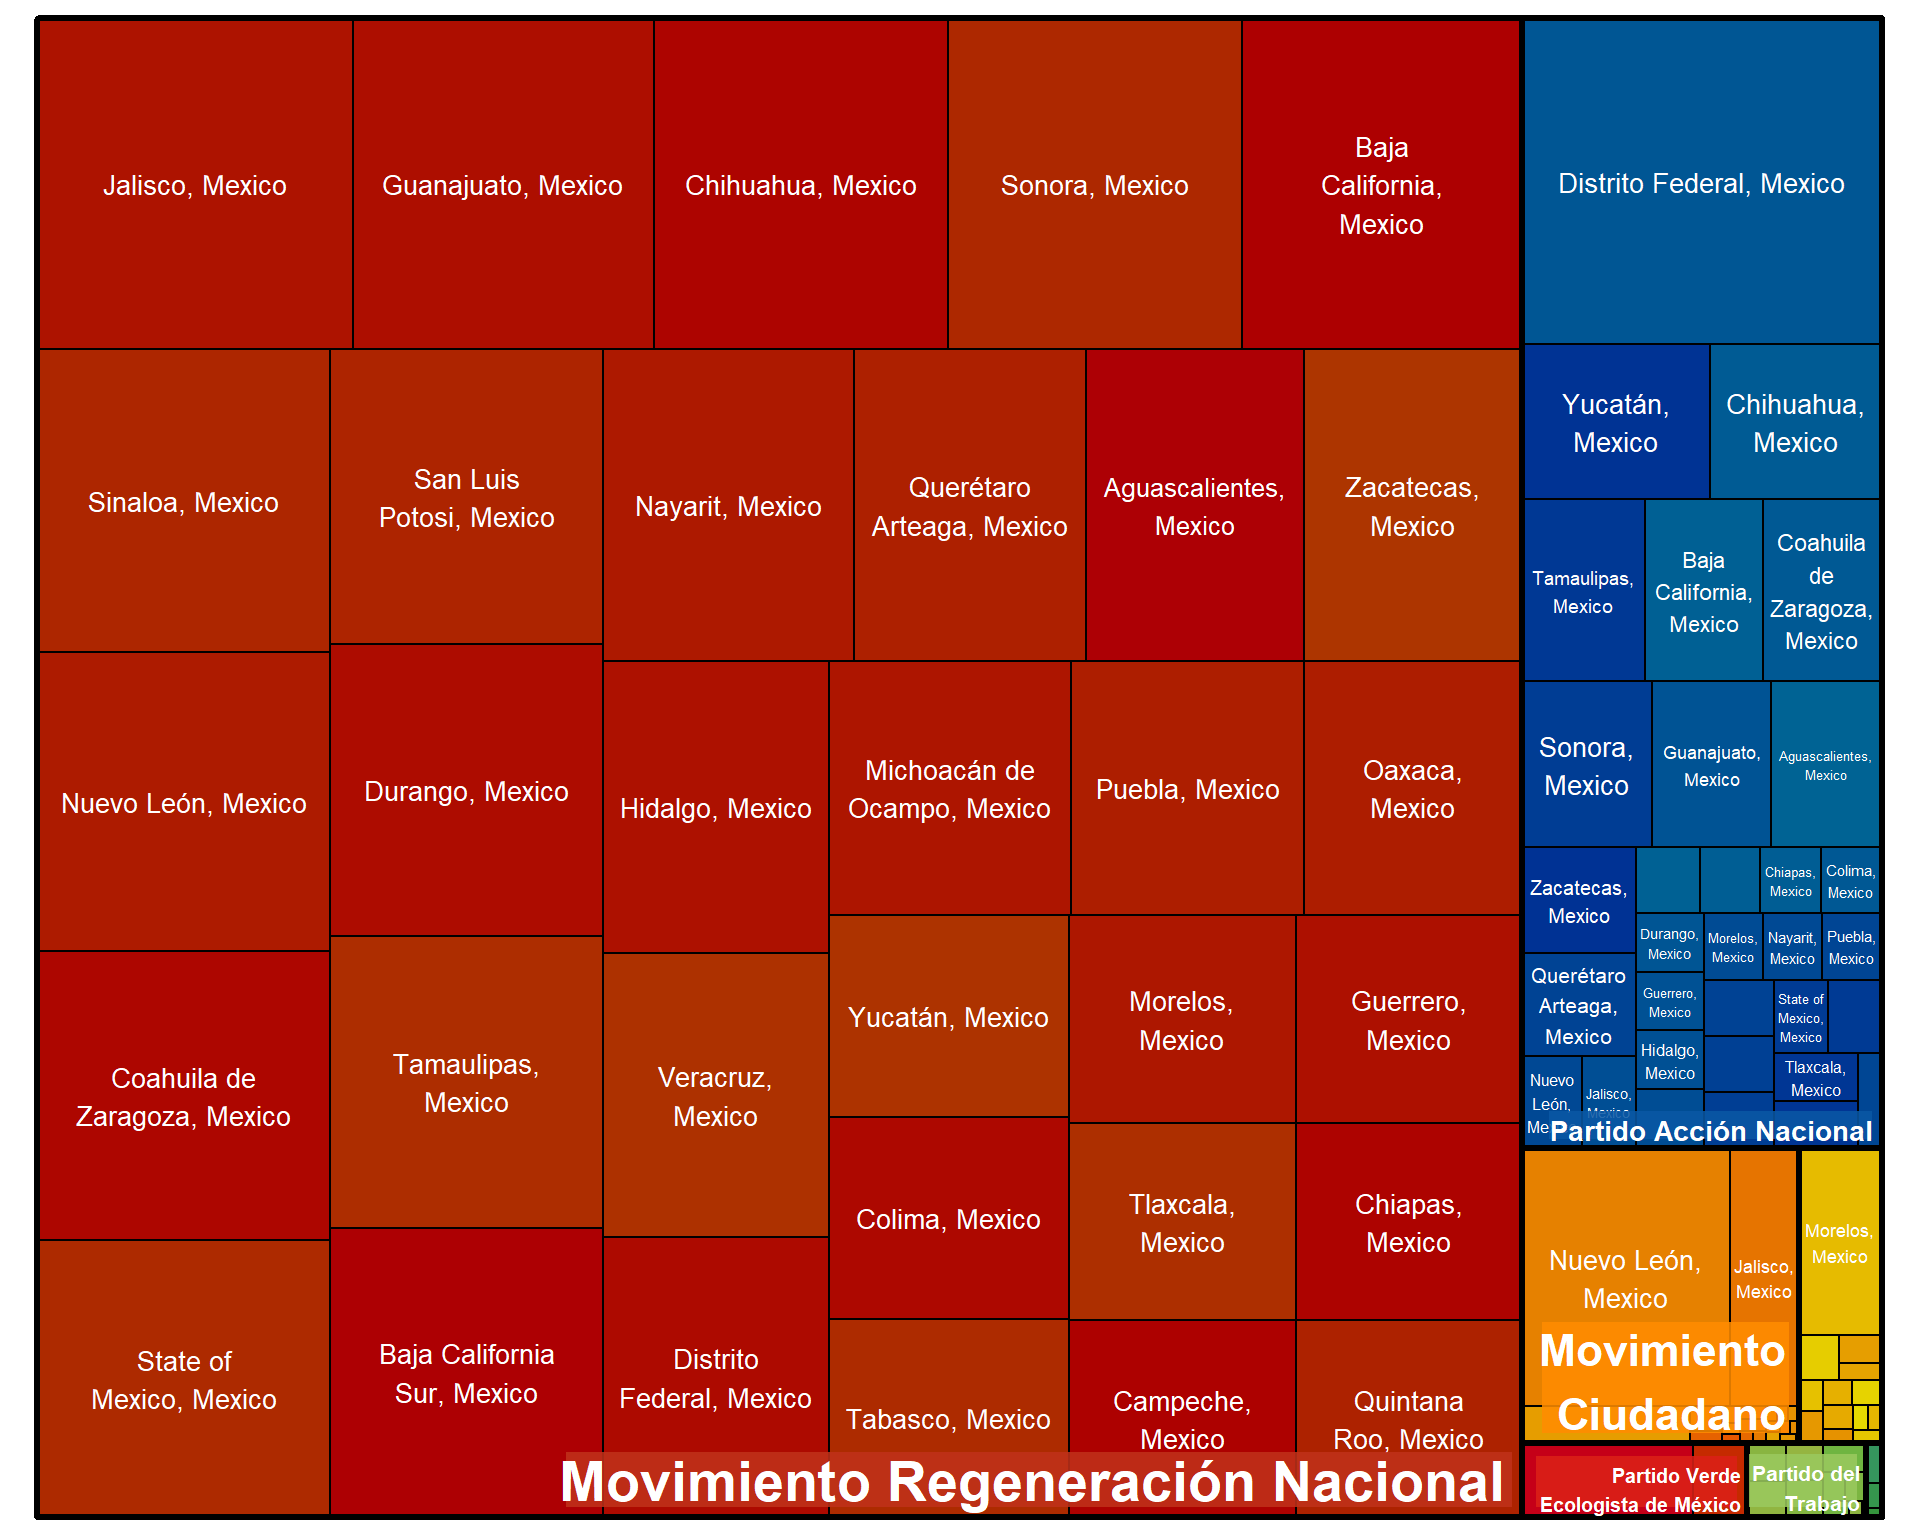 Jalisco, Mexico
Guanajuato, Mexico
Chihuahua, Mexico
Sonora, Mexico
Baja
California,
Mexico
Sinaloa, Mexico
San Luis
Potosi, Mexico
Nayarit, Mexico
Querétaro
Arteaga, Mexico
Aguascalientes,
Mexico
Zacatecas,
Mexico
Nuevo León, Mexico
Durango, Mexico
Hidalgo, Mexico
Michoacán de
Ocampo, Mexico
Puebla, Mexico
Oaxaca,
Mexico
Coahuila de
Zaragoza, Mexico
Tamaulipas,
Mexico
Veracruz,
Mexico
Yucatán, Mexico
Morelos,
Mexico
Guerrero,
Mexico
Colima, Mexico
Tlaxcala,
Mexico
Chiapas,
Mexico
State of
Mexico, Mexico
Baja California
Sur, Mexico
Distrito
Federal, Mexico
Tabasco, Mexico
Campeche,
Mexico
Quintana
Roo, Mexico
Movimiento Regeneración Nacional
Distrito Federal, Mexico
Yucatán,
Mexico
Chihuahua,
Mexico
Tamaulipas,
Mexico
Baja
California,
Mexico
Coahuila
de
Zaragoza,
Mexico
Sonora,
Mexico
Guanajuato,
Mexico
Aguascalientes,
Mexico
Zacatecas,
Mexico
Chiapas,
Mexico
Colima,
Mexico
Durango,
Mexico
Morelos,
Mexico
Nayarit,
Mexico
Puebla,
Mexico
Querétaro
Arteaga,
Mexico
Guerrero,
Mexico
State of
Mexico,
Mexico
Hidalgo,
Mexico
Tlaxcala,
Mexico
Nuevo
León,
Me
Jalisco,
Mexico
Partido Acción Nacional
Nuevo León,
Mexico
Jalisco,
Mexico
Movimiento
Ciudadano
Morelos,
Mexico
Partido Verde
Ecologista de México
Partido del
Trabajo